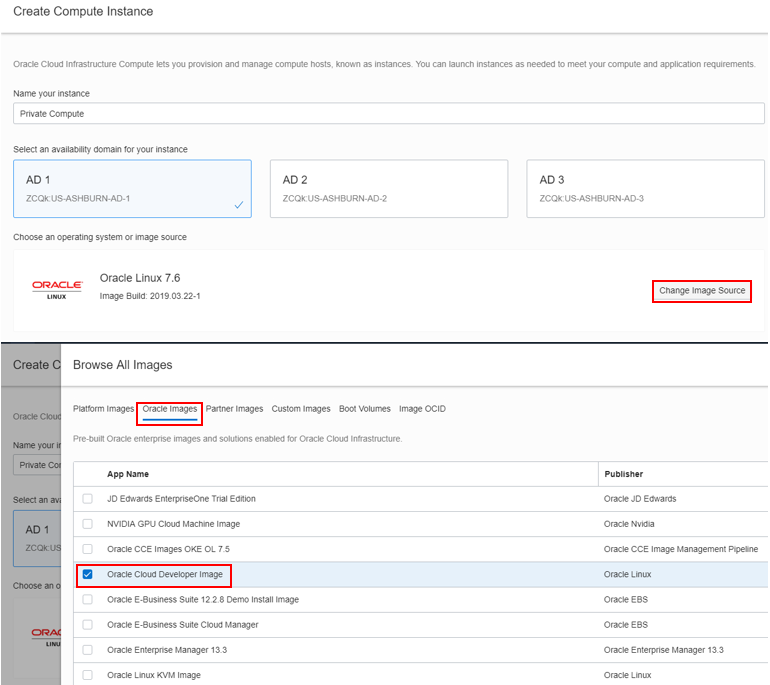 Create Compute Instance
Oracle Cloud Infrastructure Compute lets you provision and manage compute hosts, known as instances. You can launch instances as needed to meet your compute and application requirements.
Name your instance
Private Compute
Select an availability domain for your instance
AD 1
ZCQk:US-ASHBURN-AD-1
AD 2
ZCQk:US-ASHBURN-AD-2
AD 3
ZCQk:US-ASHBURN-AD-3
Choose an operating system or image source
ORACLE
LINUX
Oracle Linux 7.6
Image Build: 2019.03.22-1
Change Image Source
Create C
Oracle Cloud
Name your in
Private Con
Select an ava
AD 1
ZCQk:US
Choose an o
ORAC
LINU
Browse All Images
Platform Images Oracle Images Partner Images Custom Images Boot Volumes Image OCID
Pre-built Oracle enterprise images and solutions enabled for Oracle Cloud Infrastructure.
App Name Publisher
JD Edwards EnterpriseOne Trial Edition Oracle JD Edwards
NVIDIA GPU Cloud Machine Image Oracle Nvidia
Oracle CCE Images OKE OL 7.5 Oracle CCE Image Management Pipeline
Oracle Cloud Developer Image Oracle Linux
Oracle E-Business Suite 12.2.8 Demo Install Image Oracle EBS
Oracle E-Business Suite Cloud Manager Oracle EBS
Oracle Enterprise Manager 13.3 Oracle Enterprise Manager 13.3
Oracle Linux KVM Image Oracle Linux